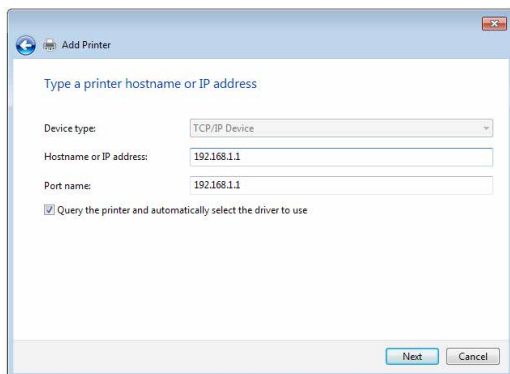 Add Printer
Type a printer hostname or IP address
Device type: TCP/IP Device
Hostname or IP address: 192.168.1.1
Port name: 192.168.1.1
Query the printer and automatically select the driver to use
Next Cancel